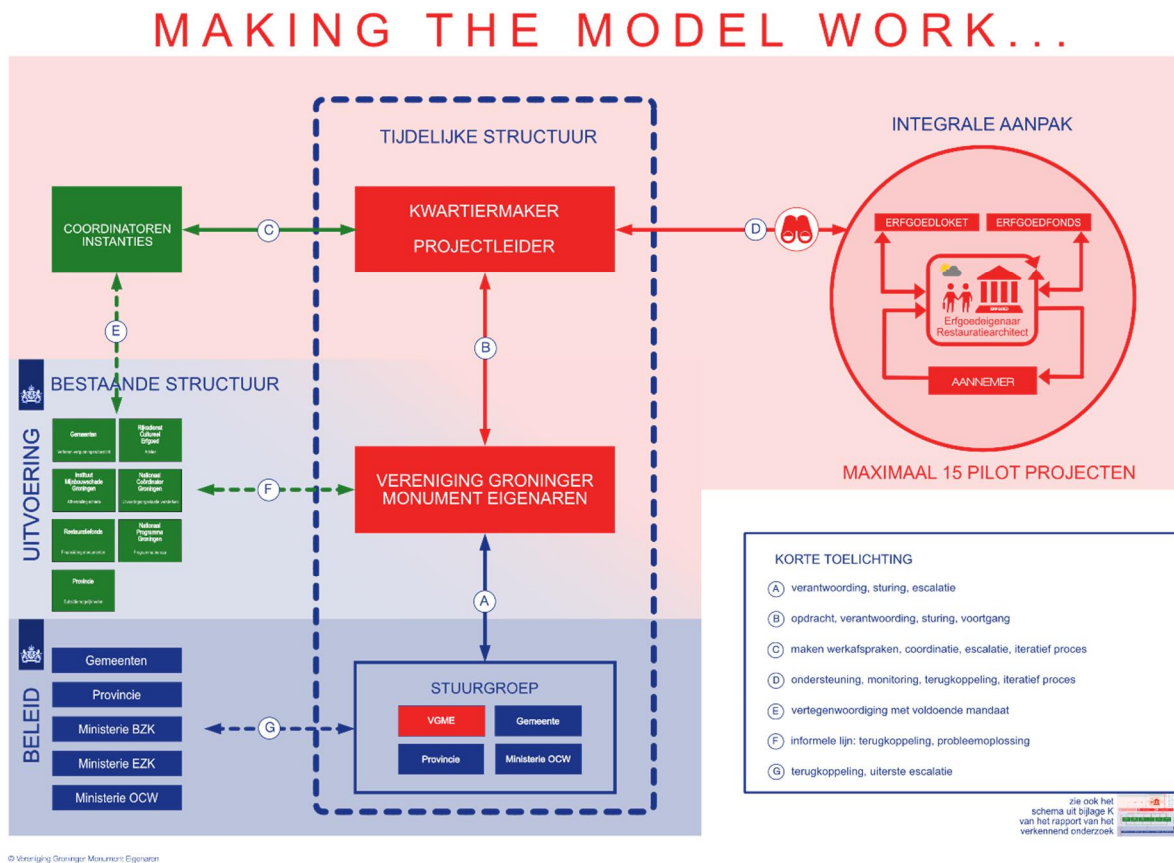 MAKING THE MODEL WORK...
TIJDELIJKE STRUCTUUR
INTEGRALE AANPAK
COORDINATOREN
INSTANTIES
C
KWARTIERMAKER
PROJECTLEIDER
D
ERFGOEDLOKET
ERFGOEDFONDS
Erfgoedeigenaar
Restauratiearchitect
AANNEMER
MAXIMAAL 15 PILOT PROJECTEN
E
B
BESTAANDE STRUCTUUR
UITVOERING
Gemeenten
Rijksdienst
Cultureel
Erfgoed
Instituut
Mijnbouwschade
Groningen
Nationaal
Coördinator
Groningen
Restauratiefonds
Nationaal
Programma
Groningen
Provincie
F
VERENIGING GRONINGER
MONUMENT EIGENAREN
A
BELEID
Gemeenten
Provincie
Ministerie BZK
Ministerie EZK
Ministerie OCW
G
STUURGROEP
VGME
Gemeente
Provincie
Ministerie OCW
KORTE TOELICHTING
A verantwoording, sturing, escalatie
B opdracht, verantwoording, sturing, voortgang
C maken werkafspraken, coordinatie, escalatie, iteratief proces
D ondersteuning, monitoring, terugkoppeling, iteratief proces
E vertegenwoordiging met voldoende mandaat
F informele lijn: terugkoppeling, probleemoplossing
G terugkoppeling, uiterste escalatie
zie ook het
schema uit bijlage K
van het rapport van het
verkennend onderzoek
© Vereniging Groninger Monument Eigenaren